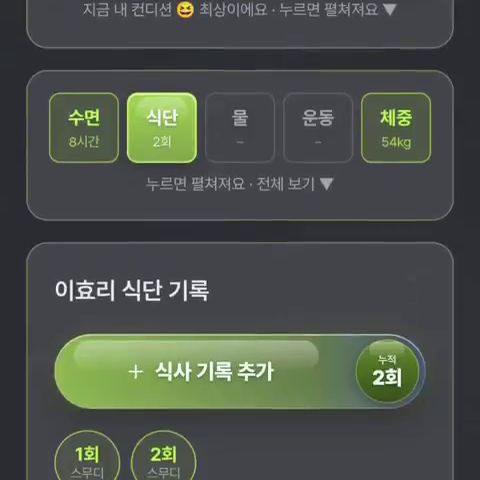 지금 내 컨디션 😆 최상이에요 · 누르면 펼쳐져요 ▼
수면 식단 물 운동 체중
8시간 2회 – – 54kg
누르면 펼쳐져요 · 전체 보기 ▼
이효리 식단 기록
+ 식사 기록 추가
누적
2회
1회 2회
스무디 스무디